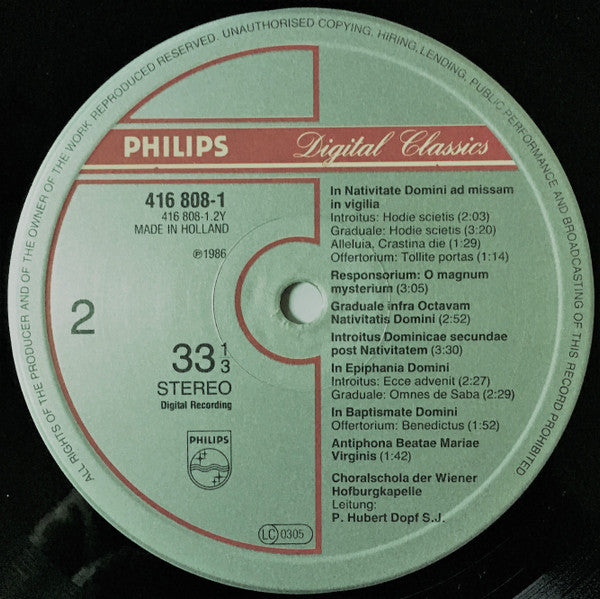 ALL RIGHTS OF THE PRODUCER AND OF THE OWNER OF THE WORK REPRODUCED RESERVED. UNAUTHORISED COPYING, HIRING, LENDING, PUBLIC PERFORMANCE AND BROADCASTING OF THIS RECORD PROHIBITED
PHILIPS Digital Classics
416 808-1
416 808-1.2Y
MADE IN HOLLAND
℗1986
2
33 1/3
STEREO
Digital Recording
PHILIPS
LC 0305
In Nativitate Domini ad missam
in vigilia
Introitus: Hodie scietis (2:03)
Graduale: Hodie scietis (3:20)
Alleluia, Crastina die (1:29)
Offertorium: Tollite portas (1:14)
Responsorium: O magnum
mysterium (3:05)
Graduale infra Octavam
Nativitatis Domini (2:52)
Introitus Dominicae secundae
post Nativitatem (3:30)
In Epiphania Domini
Introitus: Ecce advenit (2:27)
Graduale: Omnes de Saba (2:29)
In Baptismate Domini
Offertorium: Benedictus (1:52)
Antiphona Beatae Mariae
Virginis (1:42)
Choralschola der Wiener
Hofburgkapelle
Leitung:
P. Hubert Dopf S.J.